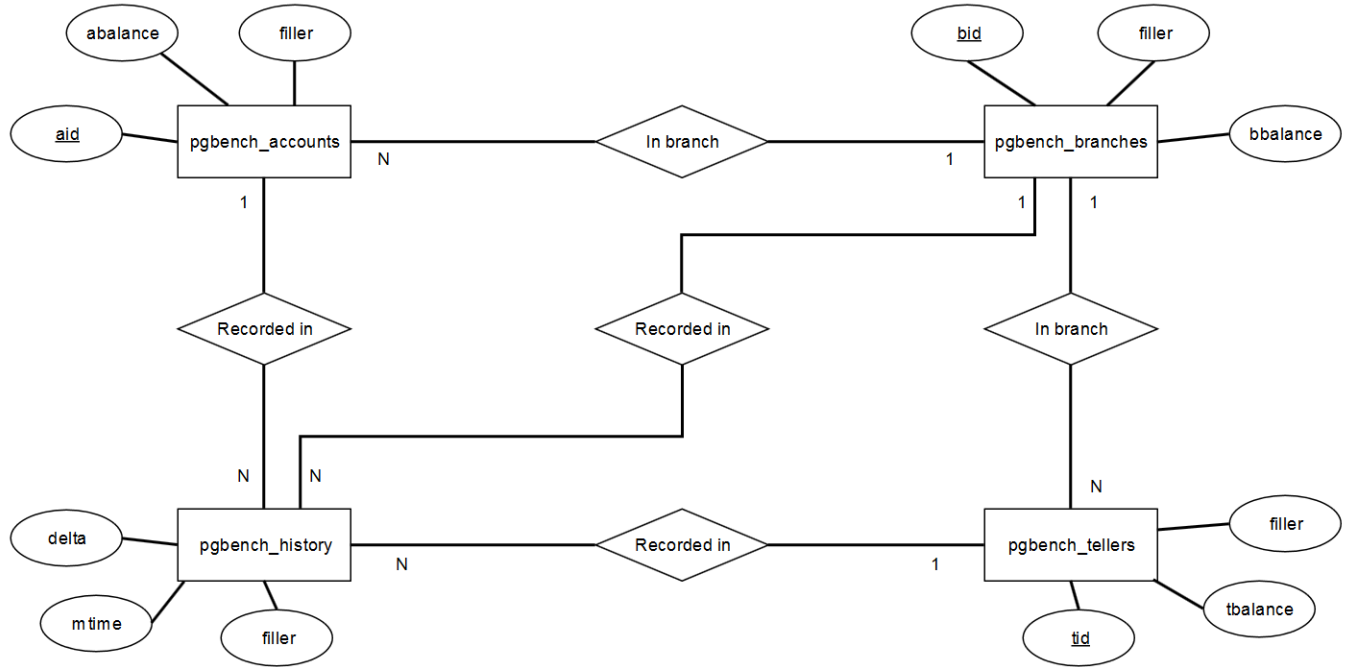 abalance
filler
bid
filler
aid
pgbench_accounts
In branch
pgbench_branches
bbalance
N
1
1
1
1
Recorded in
Recorded in
In branch
N
N
N
delta
pgbench_history
Recorded in
pgbench_tellers
filler
N
1
mtime
filler
tid
tbalance